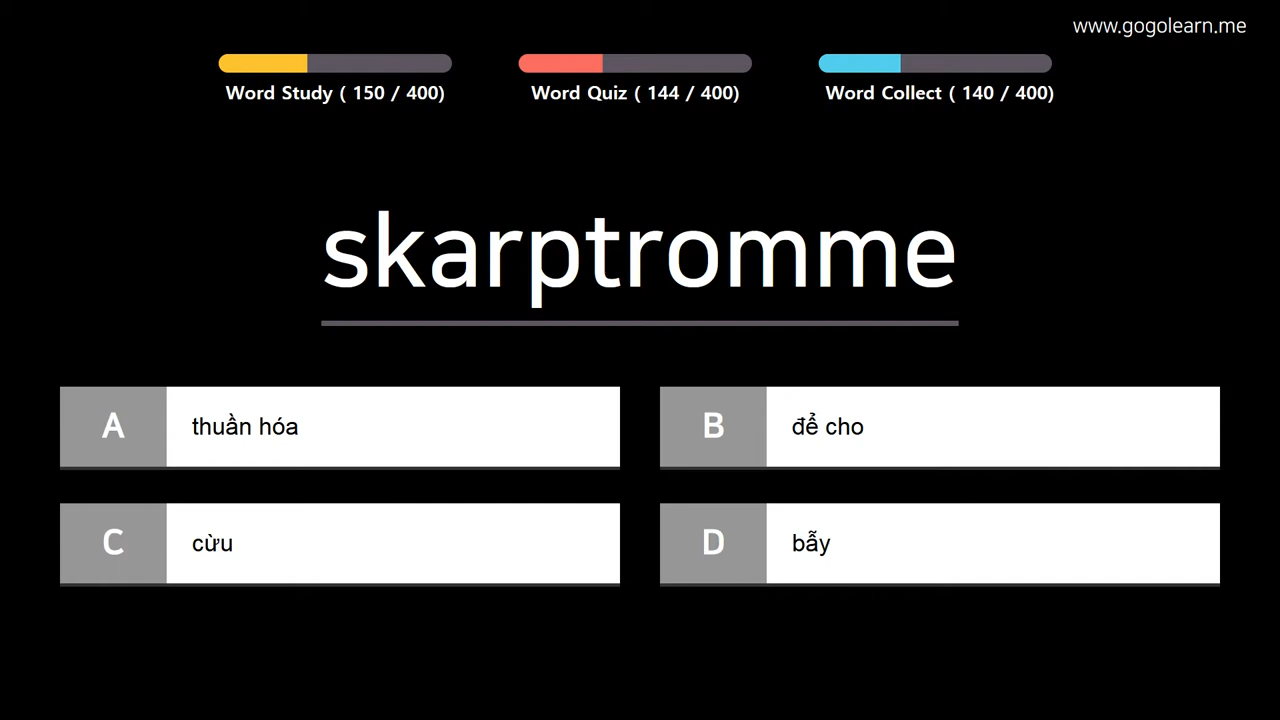 www.gogolearn.me
Word Study ( 150 / 400)
Word Quiz ( 144 / 400)
Word Collect ( 140 / 400)
skarptromme
A thuần hóa
B để cho
C cừu
D bẫy